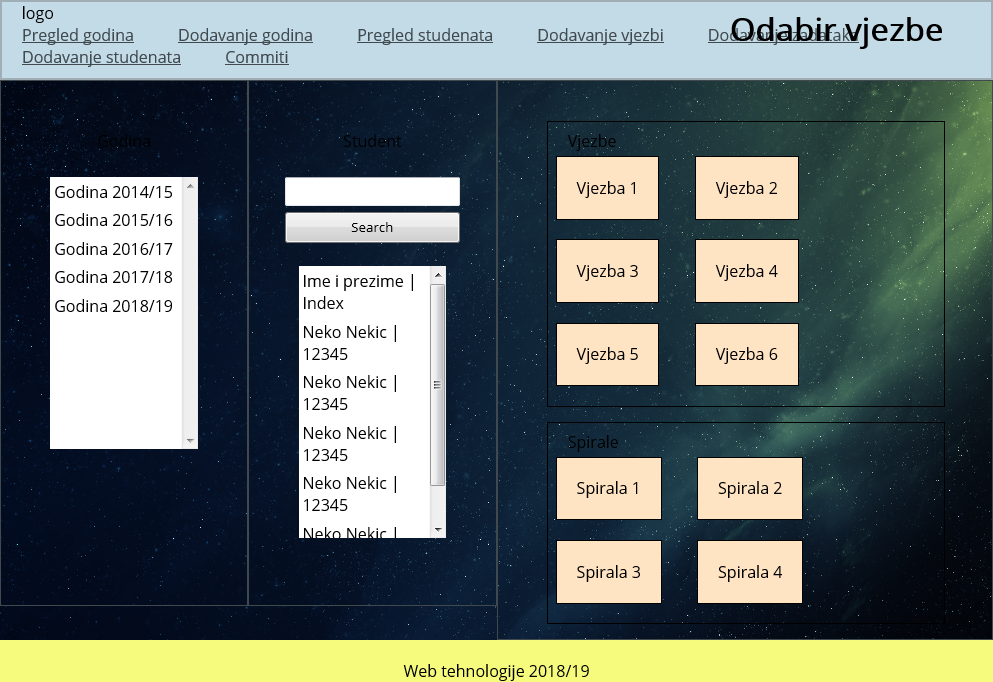 logo
Odabir vjezbe
Pregled godina Dodavanje godina Pregled studenata Dodavanje vjezbi Dodavanje zadataka
Dodavanje studenata Commiti
Godina
Godina 2014/15
Godina 2015/16
Godina 2016/17
Godina 2017/18
Godina 2018/19
Student
Search
Ime i prezime |
Index
Neko Nekic |
12345
Neko Nekic |
12345
Neko Nekic |
12345
Neko Nekic |
12345
Neko Nekic |
Vjezbe
Vjezba 1 Vjezba 2
Vjezba 3 Vjezba 4
Vjezba 5 Vjezba 6
Spirale
Spirala 1 Spirala 2
Spirala 3 Spirala 4
Web tehnologije 2018/19